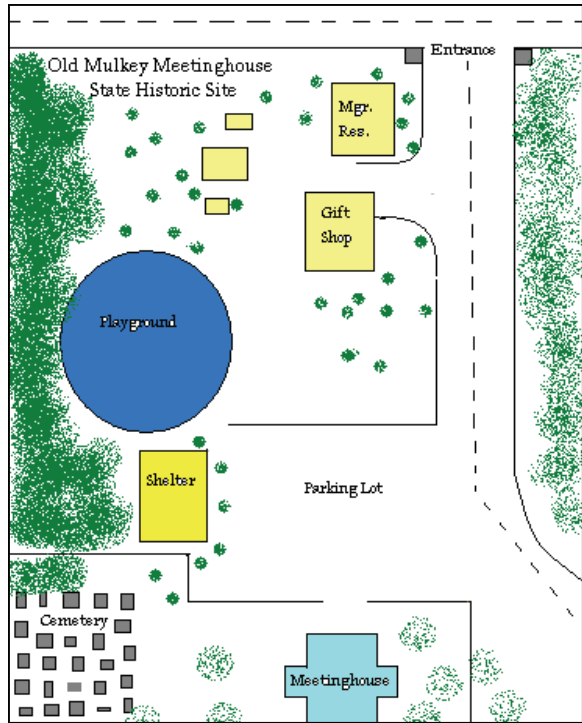 Entrance
Old Mulkey Meetinghouse
State Historic Site
Mgr.
Res.
Gift
Shop
Playground
Shelter
Parking Lot
Cemetery
Meetinghouse